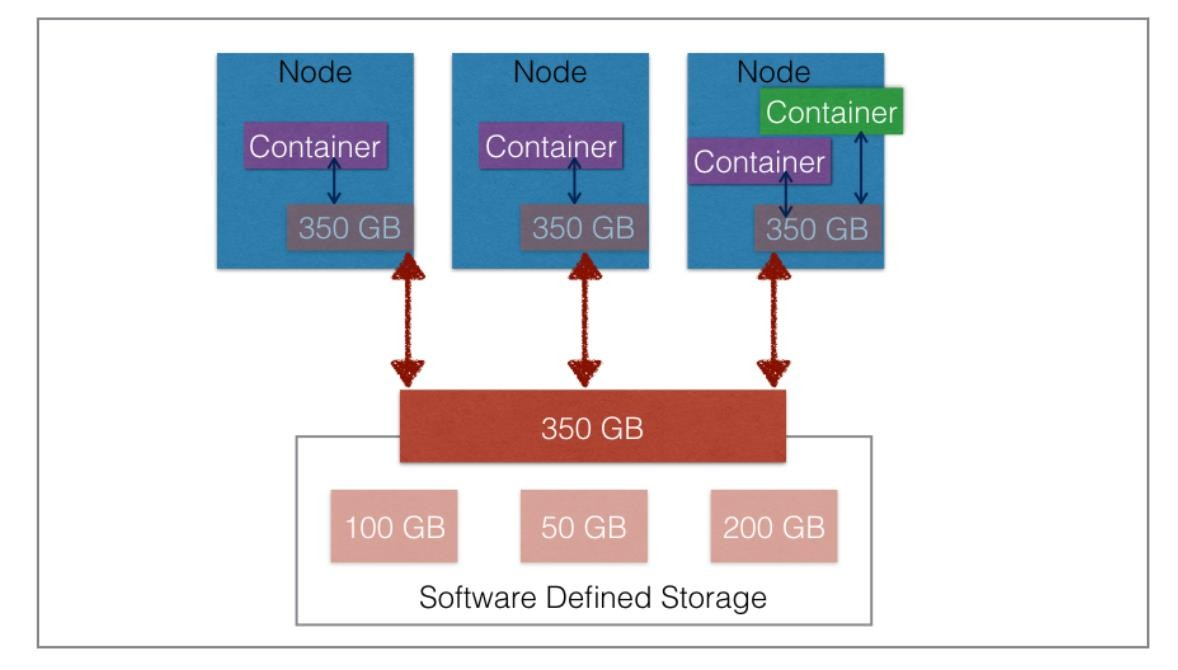 Node
Node
Node
Container
Container
Container
Container
350 GB
350 GB
350 GB
350 GB
100 GB
50 GB
200 GB
Software Defined Storage